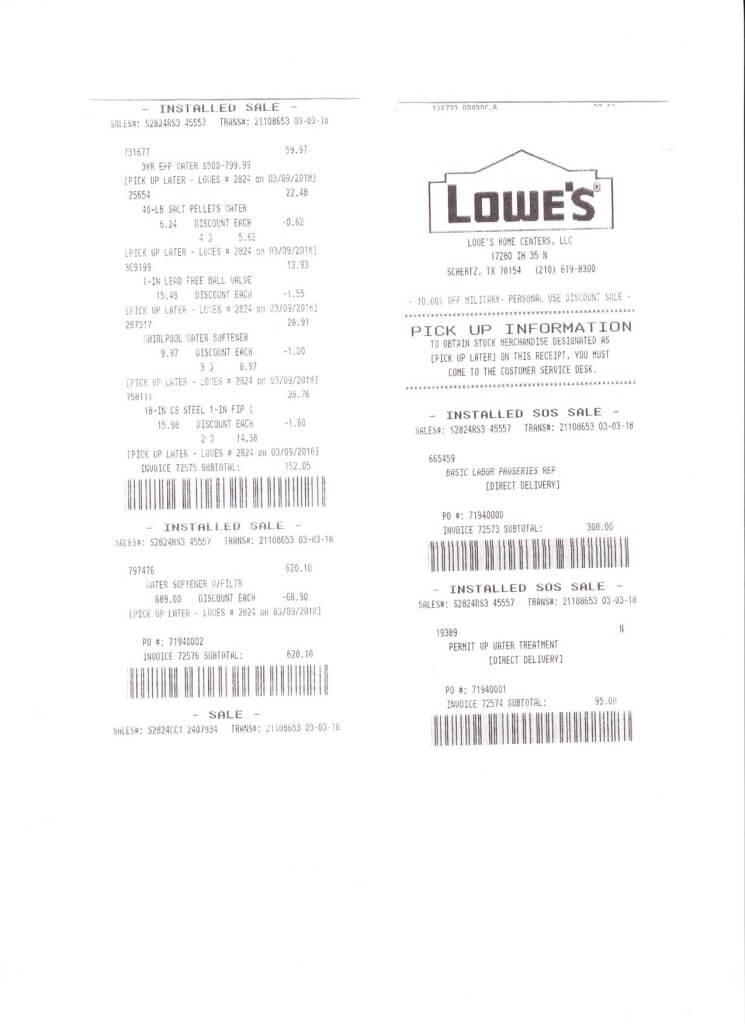 - INSTALLED SALE -
SALES#: S2824RS3 45557 TRANS#: 21108653 03-03-18
731677 59.97
3YR EPP WATER $500-799.99
[PICK UP LATER - LOWES # 2824 on 03/09/2018]
25654 22.48
40-LB SALT PELLETS WATER
6.24 DISCOUNT EACH -0.62
4 @ 5.62
[PICK UP LATER - LOWES # 2824 on 03/09/2018]
369199 13.93
1-IN LEAD FREE BALL VALVE
15.48 DISCOUNT EACH -1.55
[PICK UP LATER - LOWES # 2824 on 03/09/2018]
287317 26.91
WHIRLPOOL WATER SOFTENER
9.97 DISCOUNT EACH -1.00
3 @ 8.97
[PICK UP LATER - LOWES # 2824 on 03/09/2018]
758111 28.76
18-IN CS STEEL 1-IN FIP (
15.98 DISCOUNT EACH -1.60
2 @ 14.38
[PICK UP LATER - LOWES # 2824 on 03/09/2018]
INVOICE 72575 SUBTOTAL: 152.05
- INSTALLED SALE -
SALES#: S2824RS3 45557 TRANS#: 21108653 03-03-18
797476 620.10
WATER SOFTENER W/FILTR
689.00 DISCOUNT EACH -68.90
[PICK UP LATER - LOWES # 2824 on 03/09/2018]
PO #: 71940002
INVOICE 72576 SUBTOTAL: 620.10
- SALE -
SALES#: S2824CC1 2407934 TRANS#: 21108653 03-03-18
LOWE'S®
LOWE'S HOME CENTERS, LLC
17280 IH 35 N
SCHERTZ, TX 78154 (210) 619-8300
- 10.00% OFF MILITARY- PERSONAL USE DISCOUNT SALE -
PICK UP INFORMATION
TO OBTAIN STOCK MERCHANDISE DESIGNATED AS
[PICK UP LATER] ON THIS RECEIPT, YOU MUST
COME TO THE CUSTOMER SERVICE DESK.
- INSTALLED SOS SALE -
SALES#: S2824RS3 45557 TRANS#: 21108653 03-03-18
665459
BASIC LABOR PROSERIES REP
[DIRECT DELIVERY]
PO #: 71940000
INVOICE 72573 SUBTOTAL: 308.00
- INSTALLED SOS SALE -
SALES#: S2824RS3 45557 TRANS#: 21108653 03-03-18
19389 N
PERMIT UP WATER TREATMENT
[DIRECT DELIVERY]
PO #: 71940001
INVOICE 72574 SUBTOTAL: 95.00